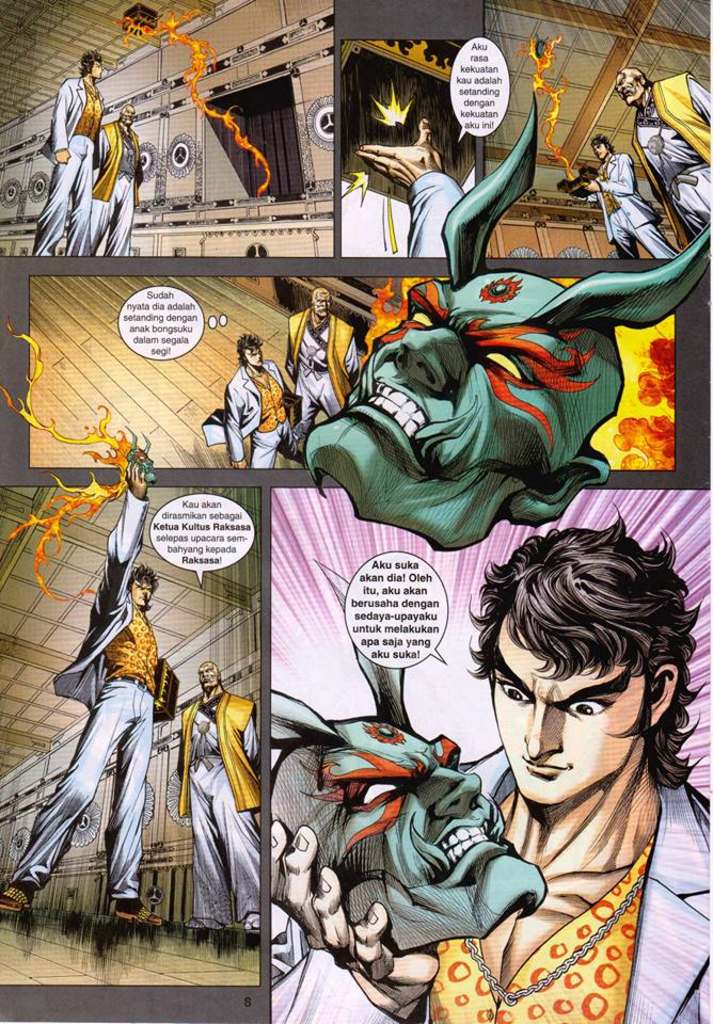 Aku
rasa
kekuatan
kau adalah
setanding
dengan
kekuatan
aku ini!
Sudah
nyata dia adalah
setanding dengan
anak bongsuku
dalam segala
segi!
Kau akan
dirasmikan sebagai
Ketua Kultus Raksasa
selepas upacara sem-
bahyang kepada
Raksasa!
Aku suka
akan dia! Oleh
itu, aku akan
berusaha dengan
sedaya-upayaku
untuk melakukan
apa saja yang
aku suka!
8